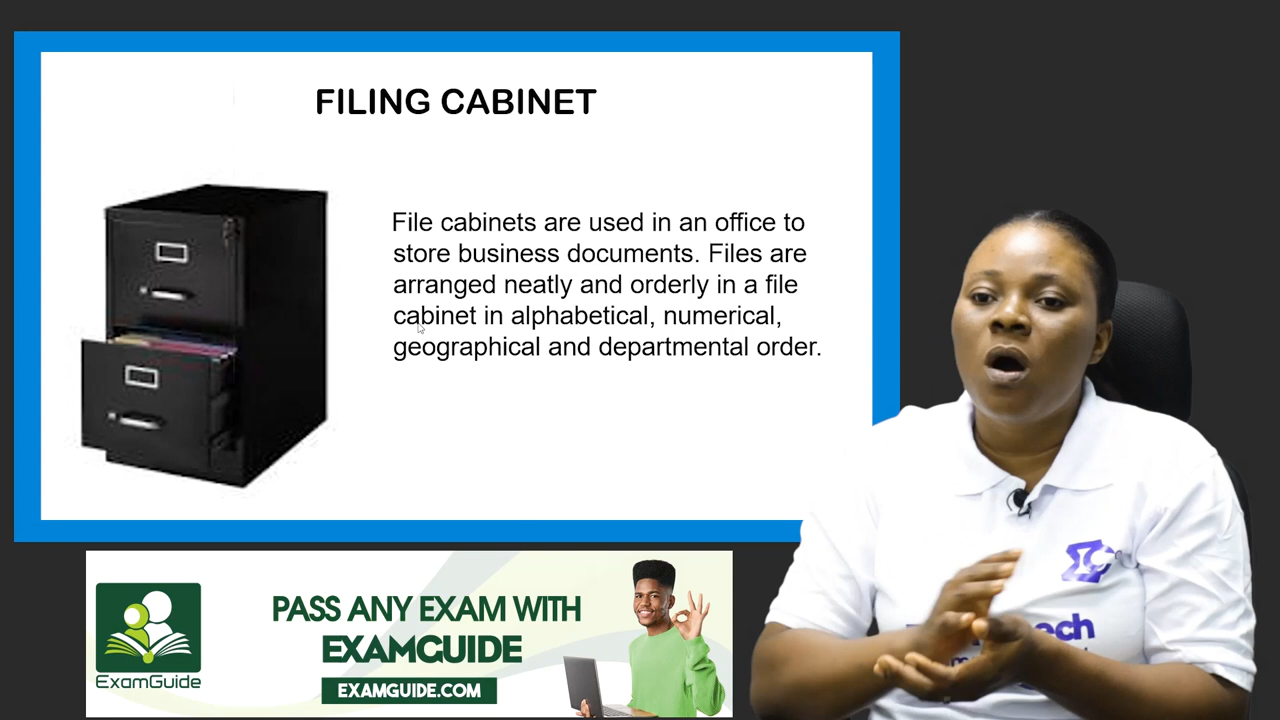 FILING CABINET
File cabinets are used in an office to
store business documents. Files are
arranged neatly and orderly in a file
cabinet in alphabetical, numerical,
geographical and departmental order.
ExamGuide
PASS ANY EXAM WITH
EXAMGUIDE
EXAMGUIDE.COM